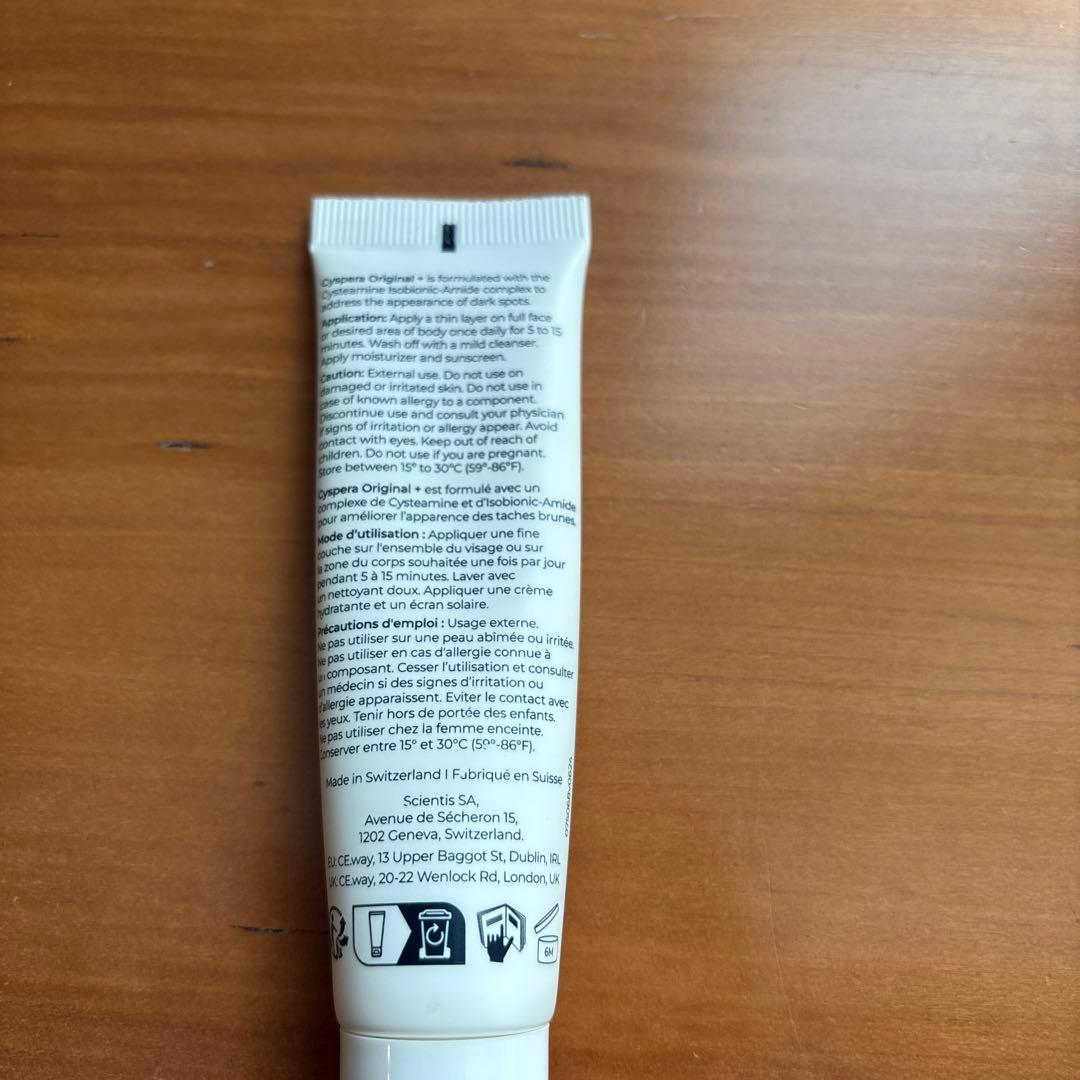 Cyspera Original + is formulated with the
Cysteamine Isobionic-Amide complex to
address the appearance of dark spots.
Application: Apply a thin layer on full face
or desired area of body once daily for 5 to 15
minutes. Wash off with a mild cleanser.
Apply moisturizer and sunscreen.
Caution: External use. Do not use on
damaged or irritated skin. Do not use in
case of known allergy to a component.
Discontinue use and consult your physician
if signs of irritation or allergy appear. Avoid
contact with eyes. Keep out of reach of
children. Do not use if you are pregnant.
Store between 15° to 30°C (59°-86°F).
Cyspera Original + est formulé avec un
complexe de Cysteamine et d'Isobionic-Amide
pour améliorer l'apparence des taches brunes.
Mode d'utilisation : Appliquer une fine
couche sur l'ensemble du visage ou sur
la zone du corps souhaitée une fois par jour
pendant 5 à 15 minutes. Laver avec
un nettoyant doux. Appliquer une crème
hydratante et un écran solaire.
Précautions d'emploi : Usage externe.
Ne pas utiliser sur une peau abîmée ou irritée.
Ne pas utiliser en cas d'allergie connue à
un composant. Cesser l'utilisation et consulter
un médecin si des signes d'irritation ou
d'allergie apparaissent. Eviter le contact avec
les yeux. Tenir hors de portée des enfants.
Ne pas utiliser chez la femme enceinte.
Conserver entre 15° et 30°C (59°-86°F).
Made in Switzerland I Fabriqué en Suisse
Scientis SA,
Avenue de Sécheron 15,
1202 Geneva, Switzerland.
EU: CE.way, 13 Upper Baggot St, Dublin, IRL
UK: CE.way, 20-22 Wenlock Rd, London, UK
6M